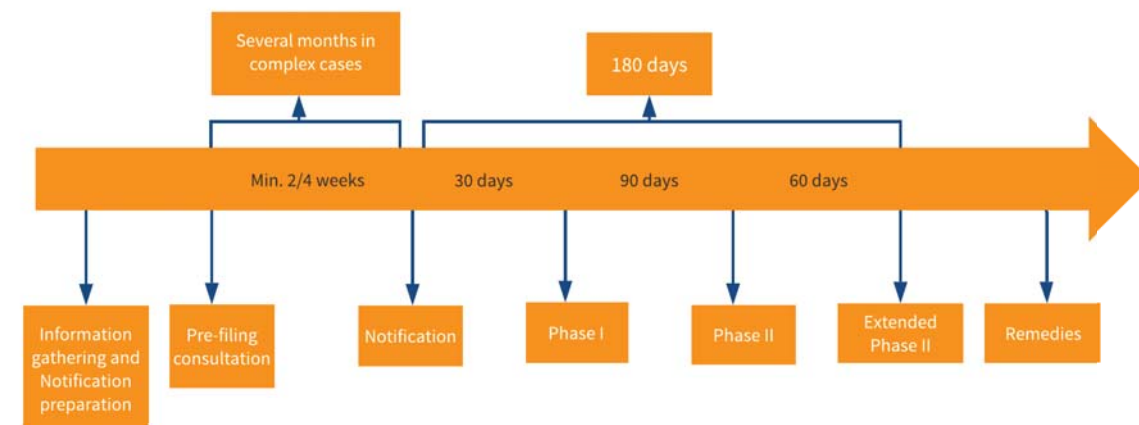 Several months in
complex cases
180 days
Min. 2/4 weeks
30 days
90 days
60 days
Information
gathering and
Notification
preparation
Pre-filing
consultation
Notification
Phase I
Phase II
Extended
Phase II
Remedies